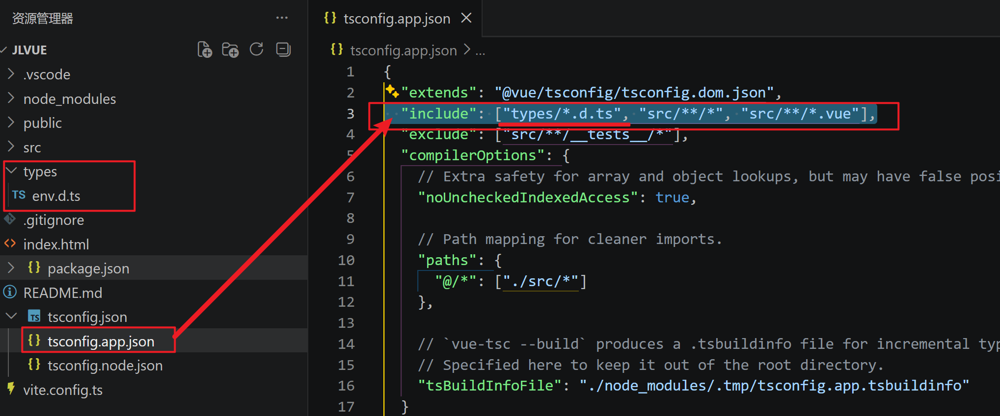 资源管理器
JLVUE
.vscode
node_modules
public
src
types
TS env.d.ts
.gitignore
index.html
{} package.json
README.md
TS tsconfig.json
{} tsconfig.app.json
{} tsconfig.node.json
vite.config.ts
{} tsconfig.app.json
{} tsconfig.app.json > ...
1 {
2 "extends": "@vue/tsconfig/tsconfig.dom.json",
3 "include": ["types/*.d.ts", "src/**/*", "src/**/*.vue"],
4 "exclude": ["src/**/__tests__/*"],
5 "compilerOptions": {
6 // Extra safety for array and object lookups, but may have false posi
7 "noUncheckedIndexedAccess": true,
8
9 // Path mapping for cleaner imports.
10 "paths": {
11 "@/*": ["./src/*"]
12 },
13
14 // `vue-tsc --build` produces a .tsbuildinfo file for incremental typ
15 // Specified here to keep it out of the root directory.
16 "tsBuildInfoFile": "./node_modules/.tmp/tsconfig.app.tsbuildinfo"
17 }